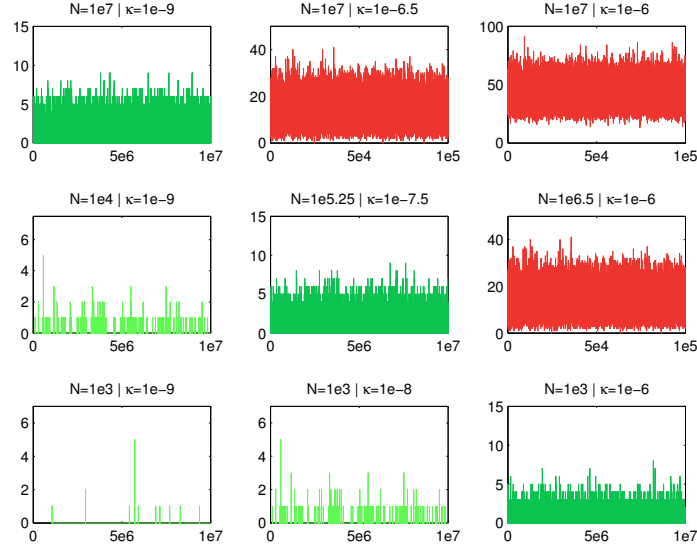 N=1e7 | κ=1e−9 N=1e7 | κ=1e−6.5 N=1e7 | κ=1e−6
15 10 5 0
0 5e6 1e7
40 20 0
0 5e4 1e5
100 50 0
0 5e4 1e5
N=1e4 | κ=1e−9 N=1e5.25 | κ=1e−7.5 N=1e6.5 | κ=1e−6
6 4 2 0
0 5e6 1e7
15 10 5 0
0 5e6 1e7
40 20 0
0 5e4 1e5
N=1e3 | κ=1e−9 N=1e3 | κ=1e−8 N=1e3 | κ=1e−6
6 4 2 0
0 5e6 1e7
6 4 2 0
0 5e6 1e7
15 10 5 0
0 5e6 1e7